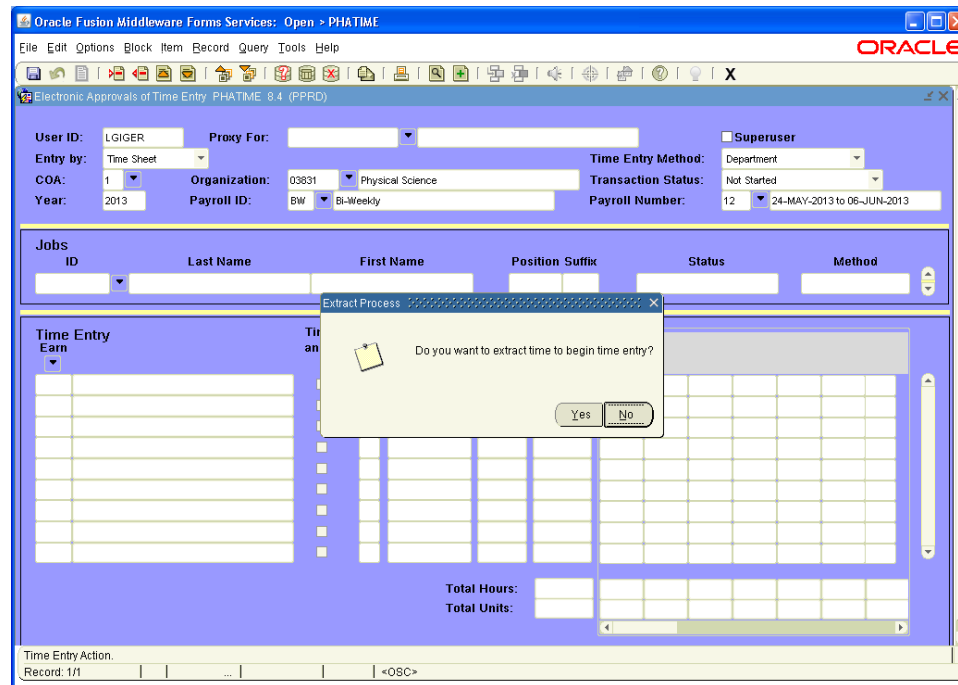 Oracle Fusion Middleware Forms Services: Open > PHATIME
File Edit Options Block Item Record Query Tools Help
ORACLE
X
Electronic Approvals of Time Entry PHATIME 8.4 (PPRD)
User ID: LGIGER Proxy For: Superuser
Entry by: Time Sheet Time Entry Method: Department
COA: 1 Organization: 03831 Physical Science Transaction Status: Not Started
Year: 2013 Payroll ID: BW Bi-Weekly Payroll Number: 12 24-MAY-2013 to 06-JUN-2013
Jobs
ID Last Name First Name Position Suffix Status Method
Extract Process
Time Entry
Earn
Do you want to extract time to begin time entry?
Yes No
Total Hours:
Total Units:
Time Entry Action.
Record: 1/1 ... <OSC>